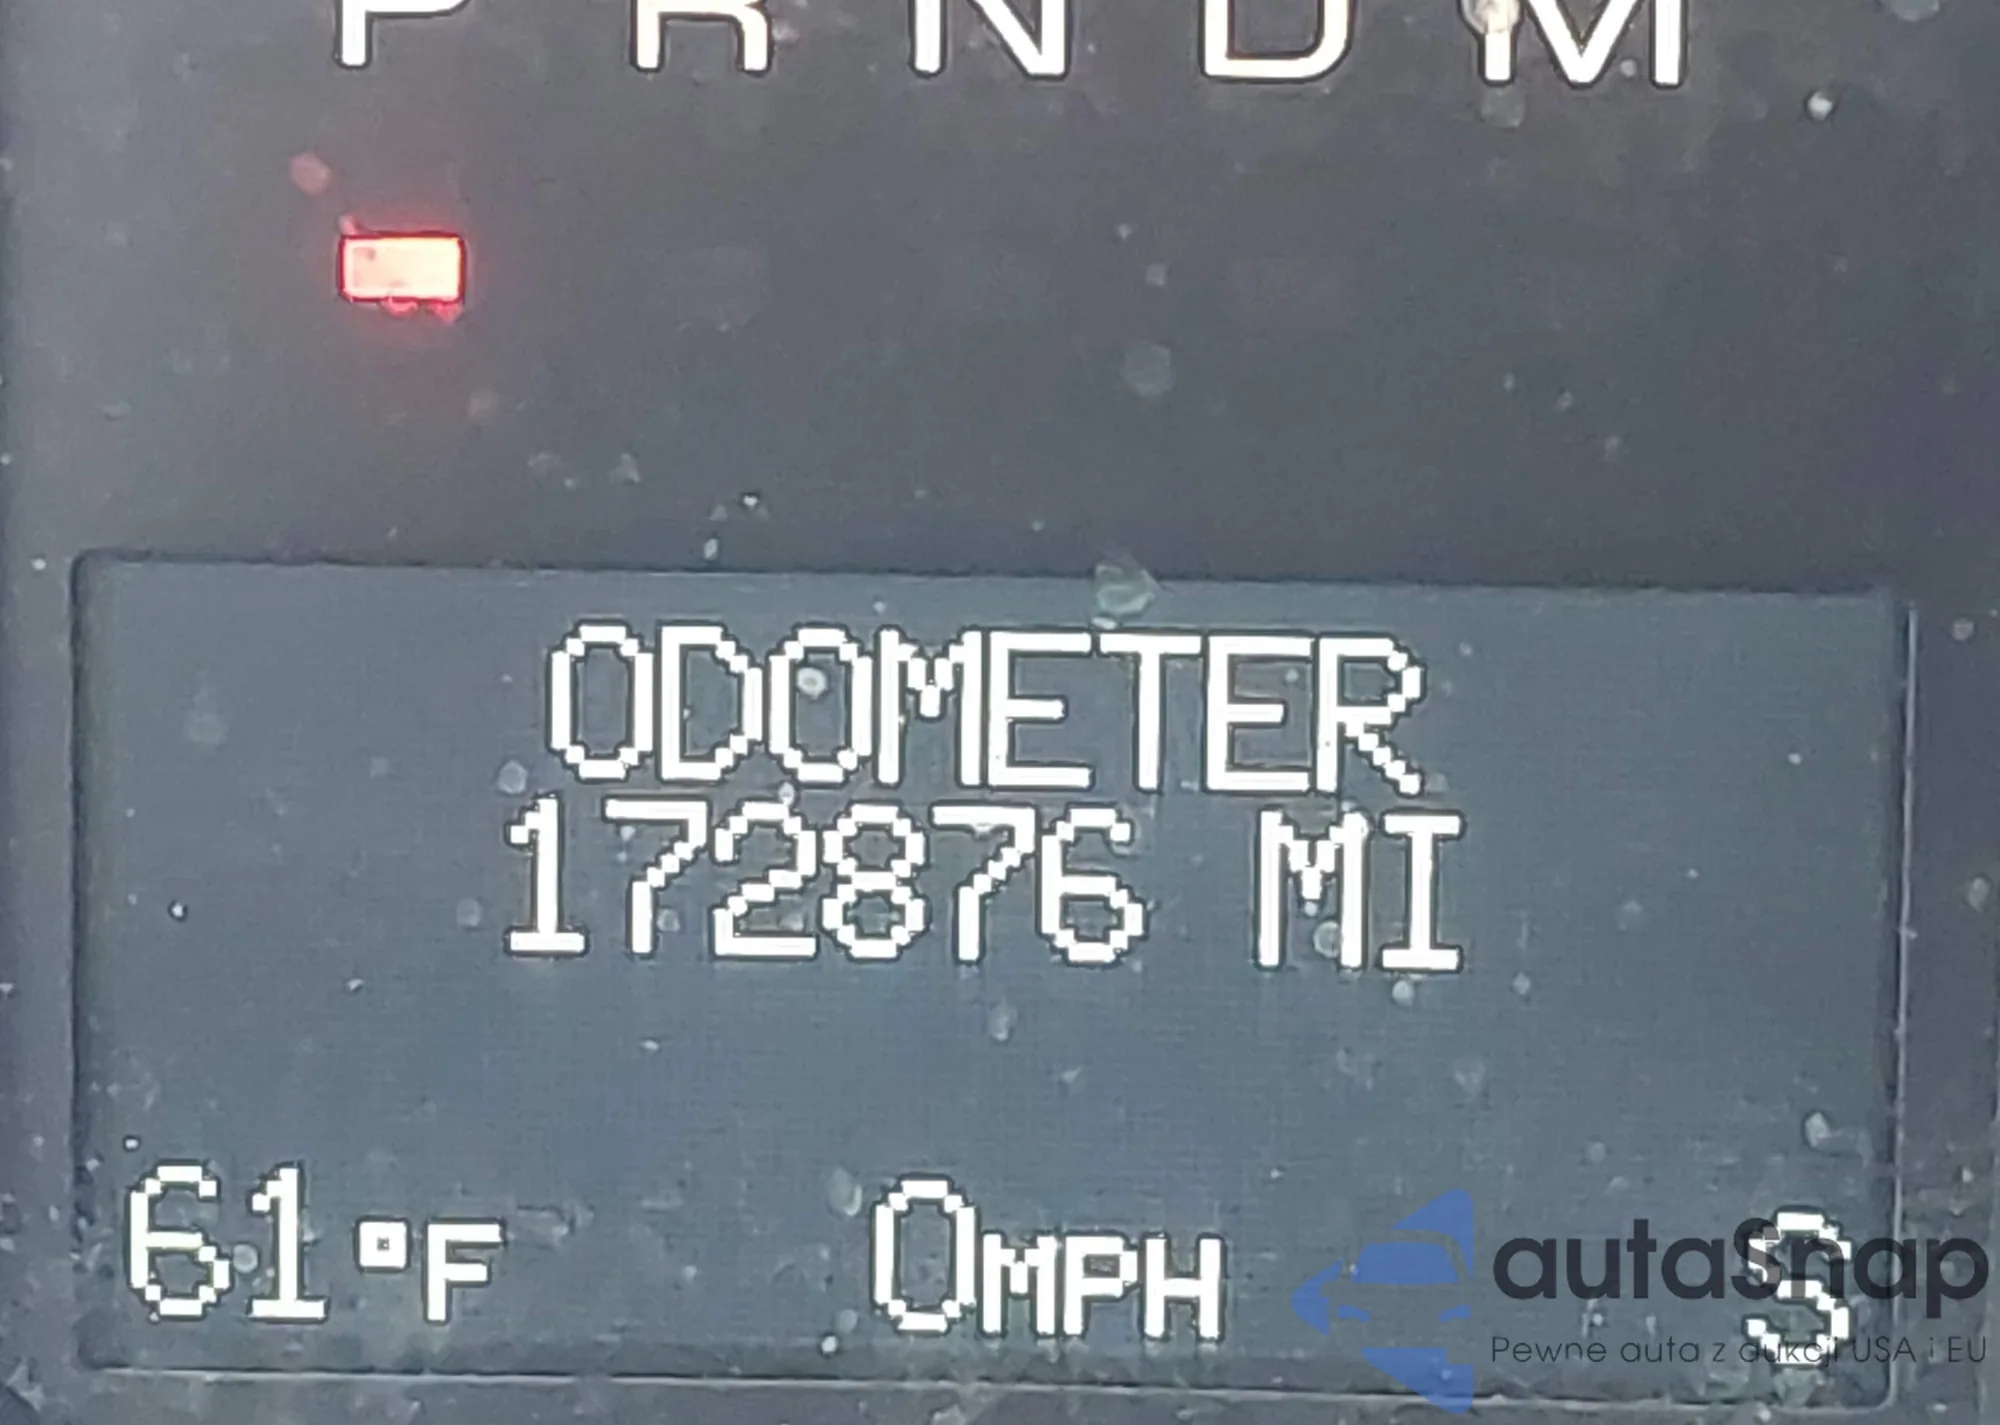 P R N D M
ODOMETER
172876 MI
61°F 0MPH S
autaSnap
Pewne auta z aukcji USA i EU